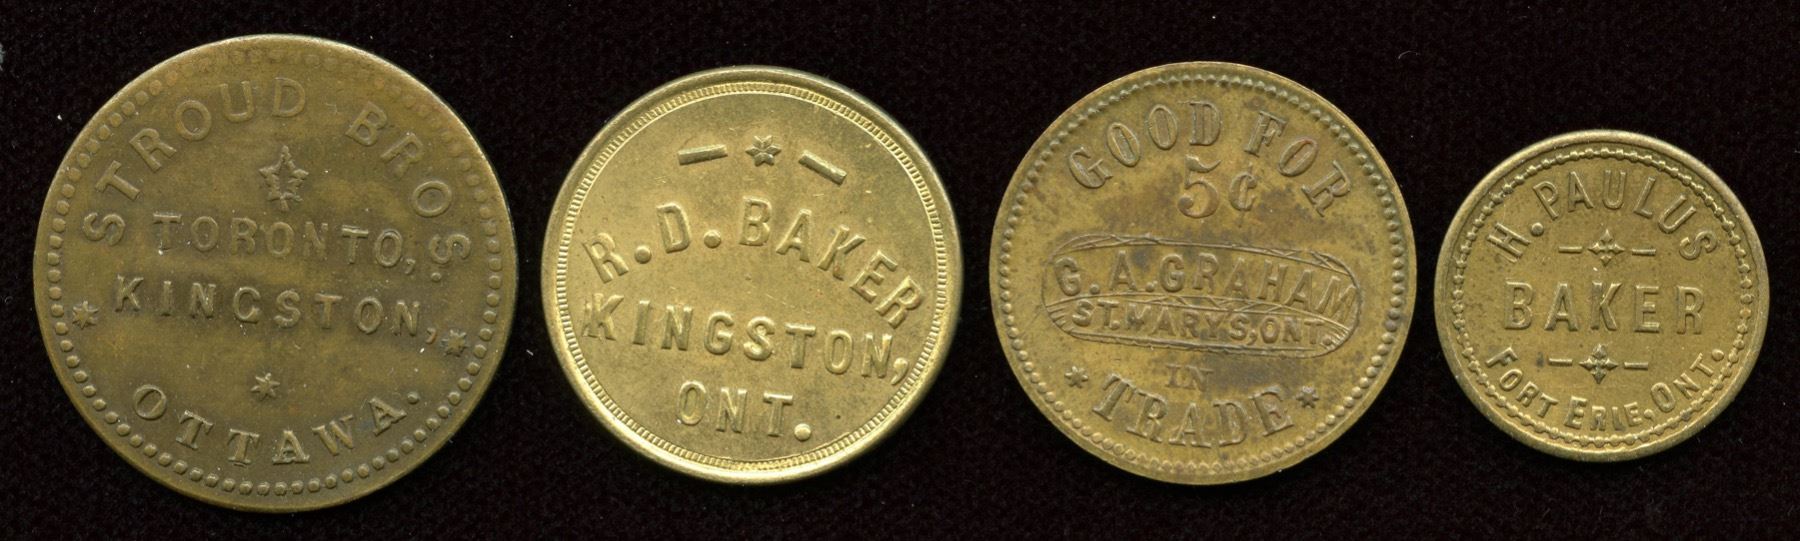 STROUD BROS.
TORONTO,
KINGSTON,
OTTAWA.
R.D. BAKER
KINGSTON,
ONT.
GOOD FOR
5¢
G.A.GRAHAM
ST.MARYS,ONT.
IN
TRADE
H. PAULUS
BAKER
FORT ERIE, ONT.